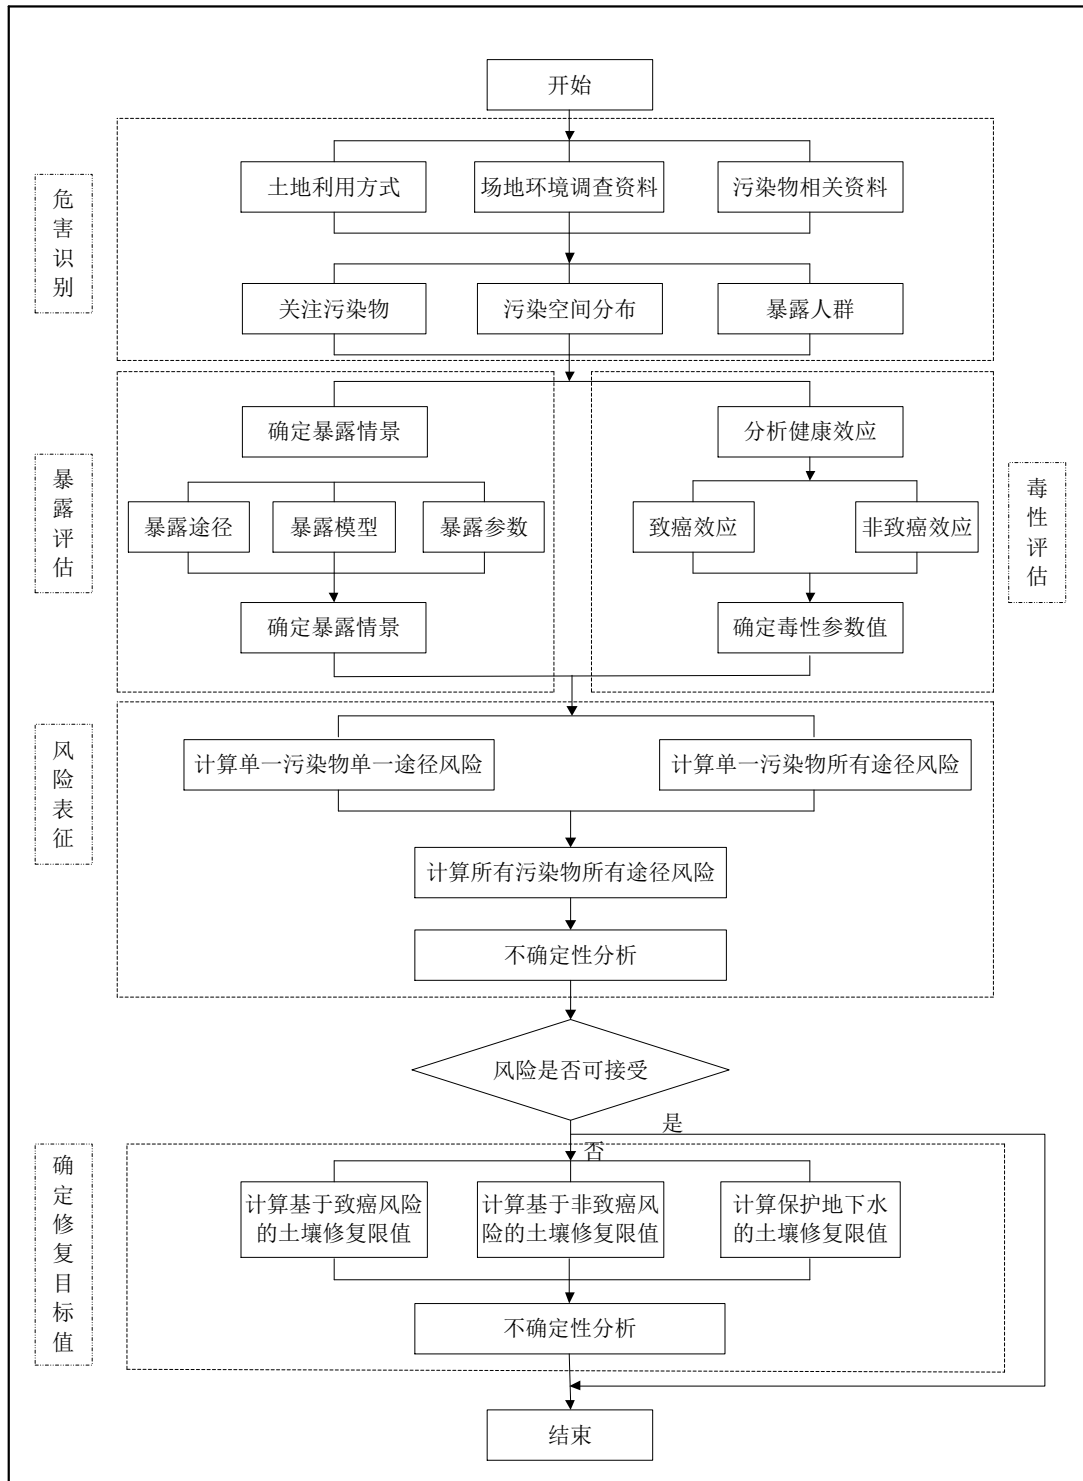 开始
危害识别
土地利用方式
场地环境调查资料
污染物相关资料
关注污染物
污染空间分布
暴露人群
暴露评估
确定暴露情景
暴露途径
暴露模型
暴露参数
确定暴露情景
分析健康效应
致癌效应
非致癌效应
确定毒性参数值
毒性评估
风险表征
计算单一污染物单一途径风险
计算单一污染物所有途径风险
计算所有污染物所有途径风险
不确定性分析
风险是否可接受
是
否
确定修复目标值
计算基于致癌风险
的土壤修复限值
计算基于非致癌风
险的土壤修复限值
计算保护地下水
的土壤修复限值
不确定性分析
结束